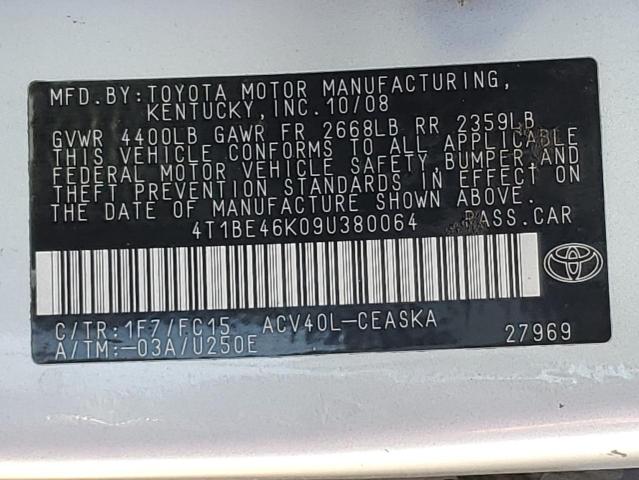 MFD.BY:TOYOTA MOTOR MANUFACTURING,
KENTUCKY,INC.10/08
GVWR 4400LB GAWR FR 2668LB RR 2359LB
THIS VEHICLE CONFORMS TO ALL APPLICABLE
FEDERAL MOTOR VEHICLE SAFETY, BUMPER,AND
THEFT PREVENTION STANDARDS IN EFFECT ON
THE DATE OF MANUFACTURE SHOWN ABOVE.
4T1BE46K09U380064 PASS.CAR
C/TR:1F7/FC15 ACV40L-CEASKA
A/TM:-03A/U250E 27969